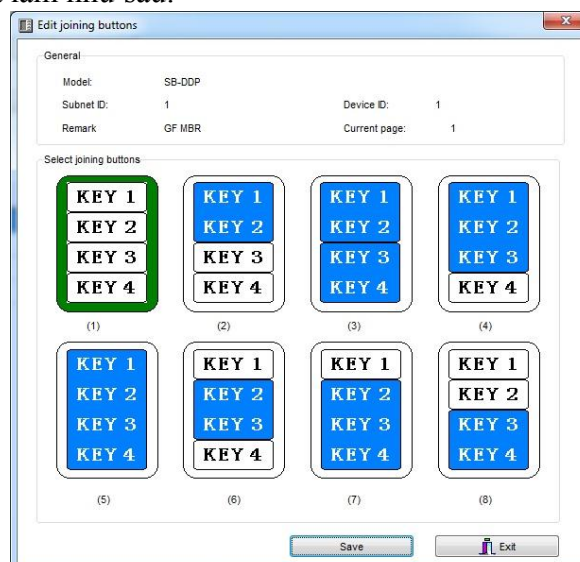 làm như sau:
Edit joining buttons
General
Model: SB-DDP
Subnet ID: 1 Device ID: 1
Remark GF MBR Current page: 1
Select joining buttons
KEY 1 KEY 1 KEY 1 KEY 1
KEY 2 KEY 2 KEY 2 KEY 2
KEY 3 KEY 3 KEY 3 KEY 3
KEY 4 KEY 4 KEY 4 KEY 4
(1) (2) (3) (4)
KEY 1 KEY 1 KEY 1 KEY 1
KEY 2 KEY 2 KEY 2 KEY 2
KEY 3 KEY 3 KEY 3 KEY 3
KEY 4 KEY 4 KEY 4 KEY 4
(5) (6) (7) (8)
Save Exit